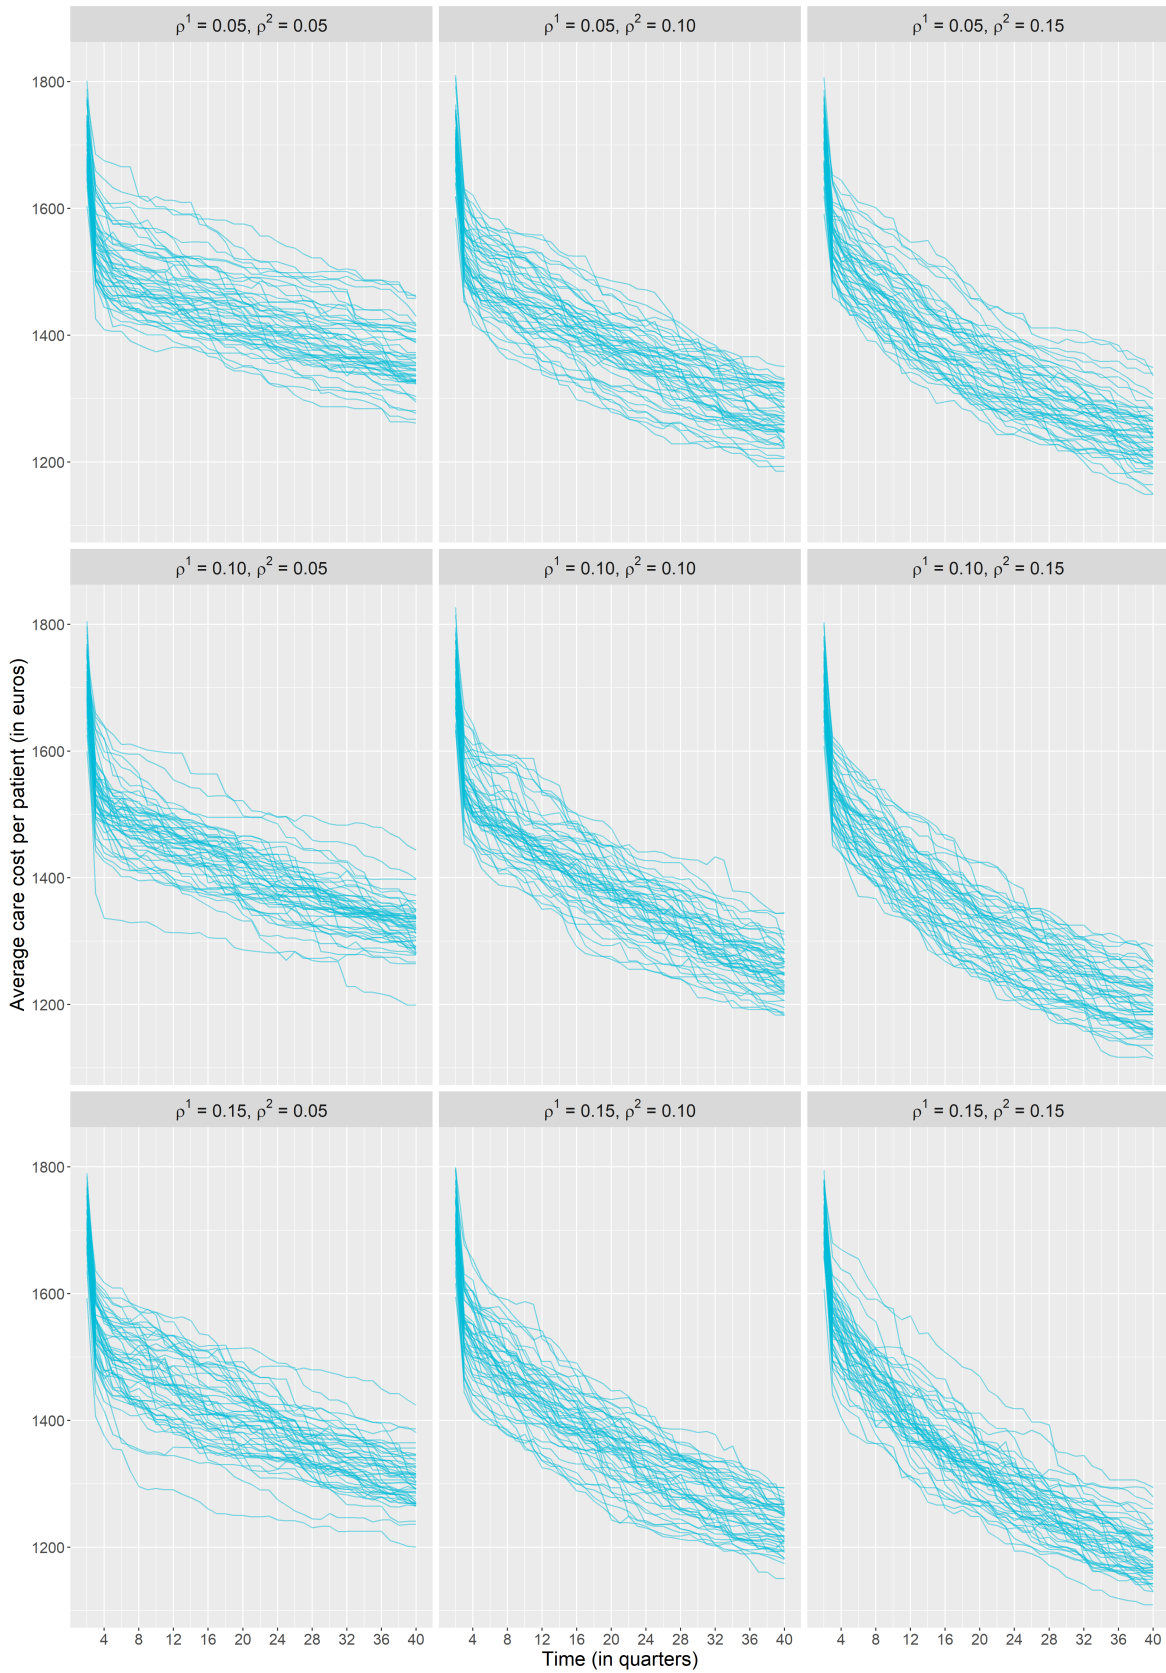 ρ¹ = 0.05, ρ² = 0.05
ρ¹ = 0.05, ρ² = 0.10
ρ¹ = 0.05, ρ² = 0.15
1800
1600
1400
1200
ρ¹ = 0.10, ρ² = 0.05
ρ¹ = 0.10, ρ² = 0.10
ρ¹ = 0.10, ρ² = 0.15
1800
1600
1400
1200
Average care cost per patient (in euros)
ρ¹ = 0.15, ρ² = 0.05
ρ¹ = 0.15, ρ² = 0.10
ρ¹ = 0.15, ρ² = 0.15
1800
1600
1400
1200
4 8 12 16 20 24 28 32 36 40
4 8 12 16 20 24 28 32 36 40
4 8 12 16 20 24 28 32 36 40
Time (in quarters)